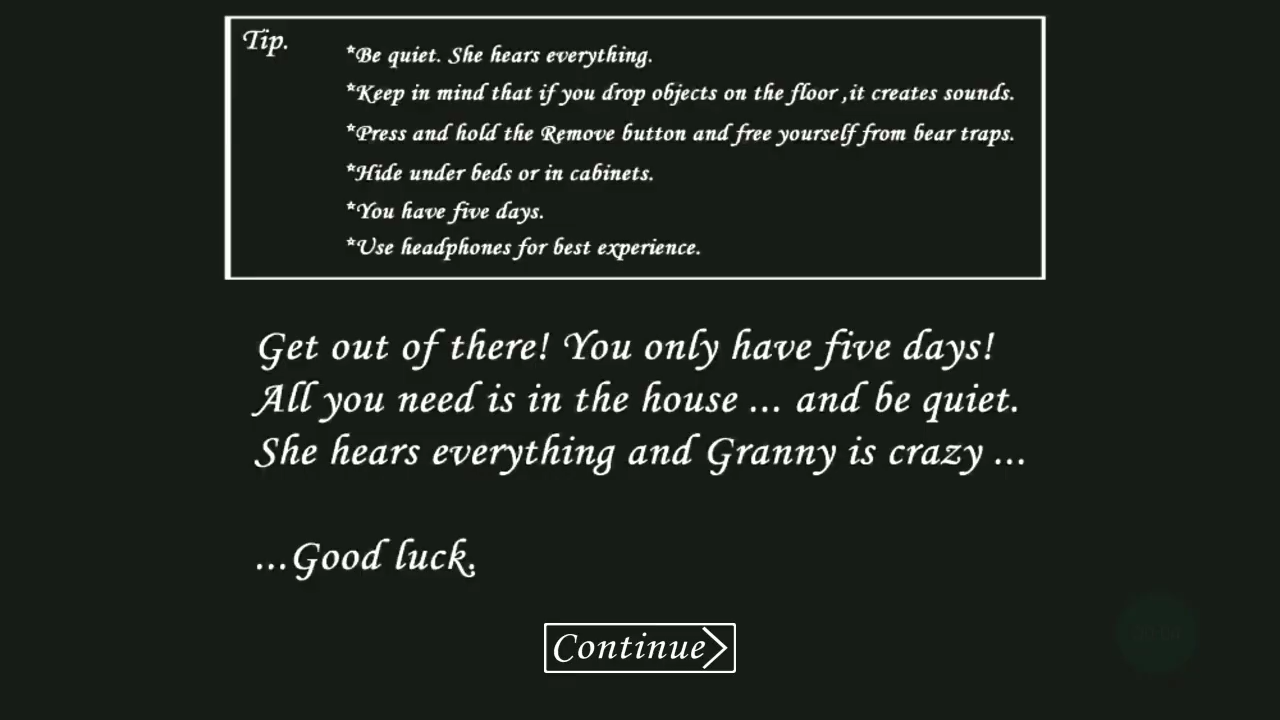 Tip.
*Be quiet. She hears everything.
*Keep in mind that if you drop objects on the floor ,it creates sounds.
*Press and hold the Remove button and free yourself from bear traps.
*Hide under beds or in cabinets.
*You have five days.
*Use headphones for best experience.
Get out of there! You only have five days!
All you need is in the house ... and be quiet.
She hears everything and Granny is crazy ...
...Good luck.
Continue